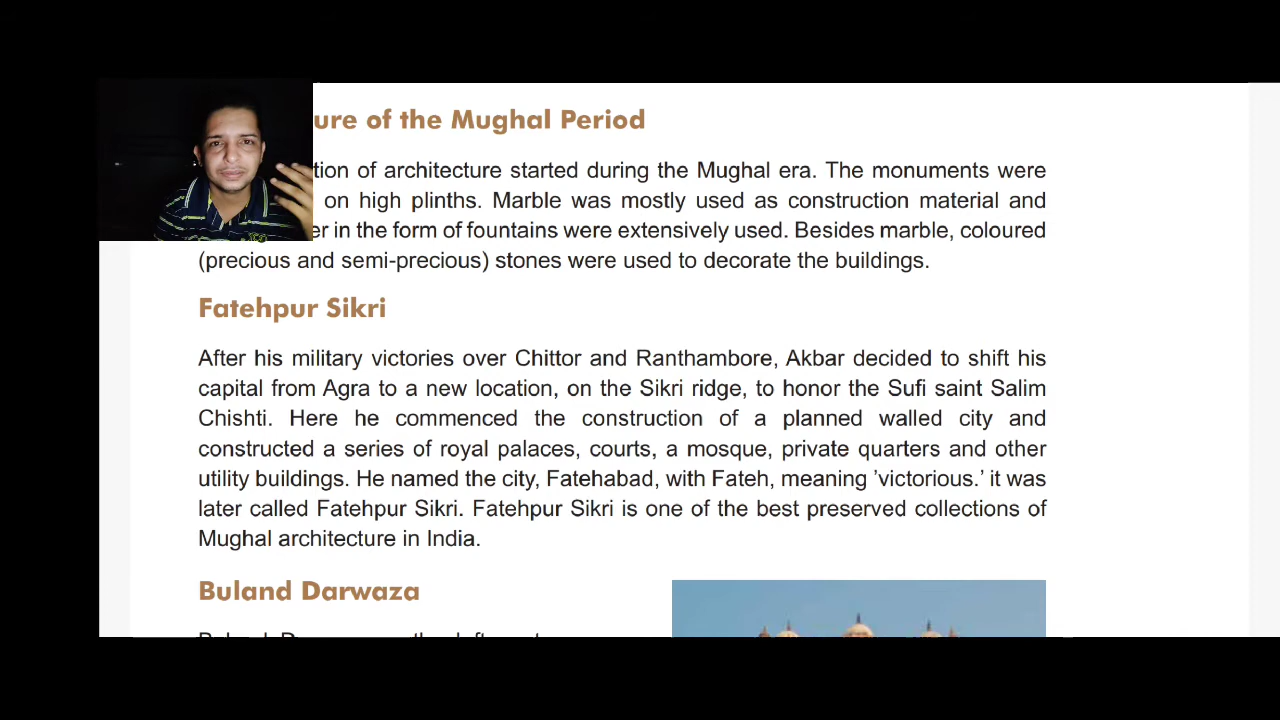 ure of the Mughal Period
tion of architecture started during the Mughal era. The monuments were
on high plinths. Marble was mostly used as construction material and
er in the form of fountains were extensively used. Besides marble, coloured
(precious and semi-precious) stones were used to decorate the buildings.
Fatehpur Sikri
After his military victories over Chittor and Ranthambore, Akbar decided to shift his
capital from Agra to a new location, on the Sikri ridge, to honor the Sufi saint Salim
Chishti. Here he commenced the construction of a planned walled city and
constructed a series of royal palaces, courts, a mosque, private quarters and other
utility buildings. He named the city, Fatehabad, with Fateh, meaning ’victorious.’ it was
later called Fatehpur Sikri. Fatehpur Sikri is one of the best preserved collections of
Mughal architecture in India.
Buland Darwaza